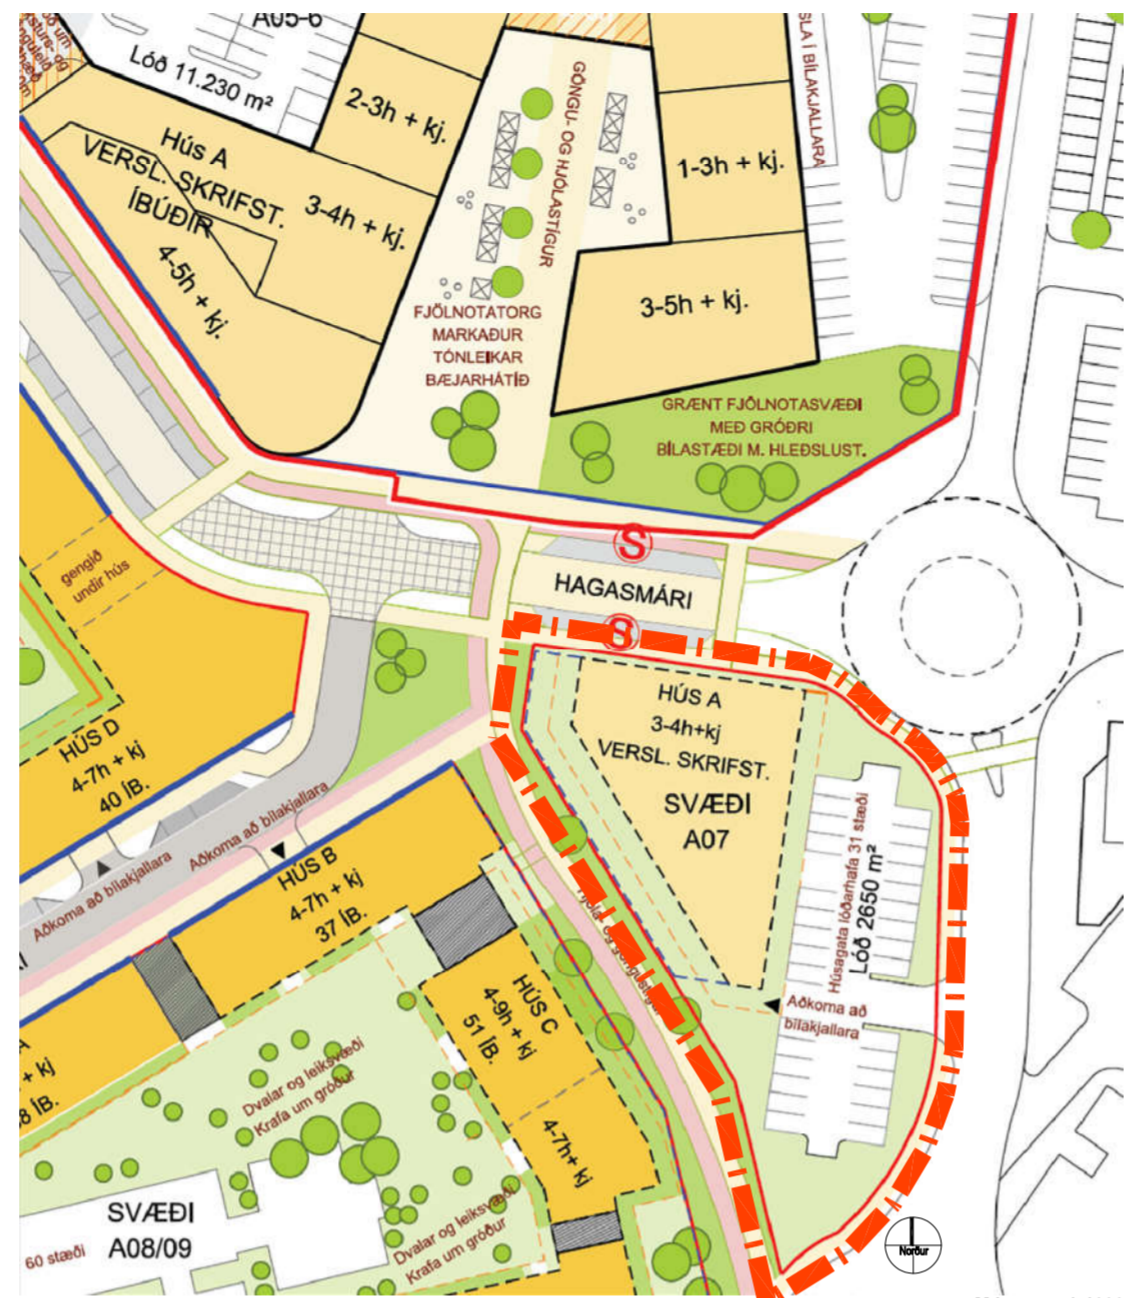 A05-6
Lóð 11.230 m²
2-3h + kj.
Hús A
VERSL. SKRIFST.
ÍBÚÐIR
3-4h + kj.
4-5h + kj.
GÖNGU- OG HJÓLASTÍGUR
1-3h + kj.
3-5h + kj.
Í BÍLAKJALLARA
FJÖLNOTATORG
MARKAÐUR
TÓNLEIKAR
BÆJARHÁTÍÐ
GRÆNT FJÖLNOTASVÆÐI
MEÐ GRÓÐRI
BÍLASTÆÐI M. HLEÐSLUST.
S
HAGASMÁRI
S
gengið
undir hús
HÚS D
4-7h + kj
40 ÍB.
HÚS A
3-4h+kj
VERSL. SKRIFST.
SVÆÐI
A07
Húsagata lóðarhafa 31 stæði
Lóð 2650 m²
Aðkoma að
bílakjallara
Aðkoma að bílakjallara
Aðkoma að bílakjallara
HÚS B
4-7h + kj
37 ÍB.
HÚS C
4-9h + kj
51 ÍB.
4-7h+ kj
+ kj
8 ÍB.
Dvalar og leiksvæði
Krafa um gróður
Dvalar og leiksvæði
Krafa um gróður
SVÆÐI
A08/09
60 stæði
Norður